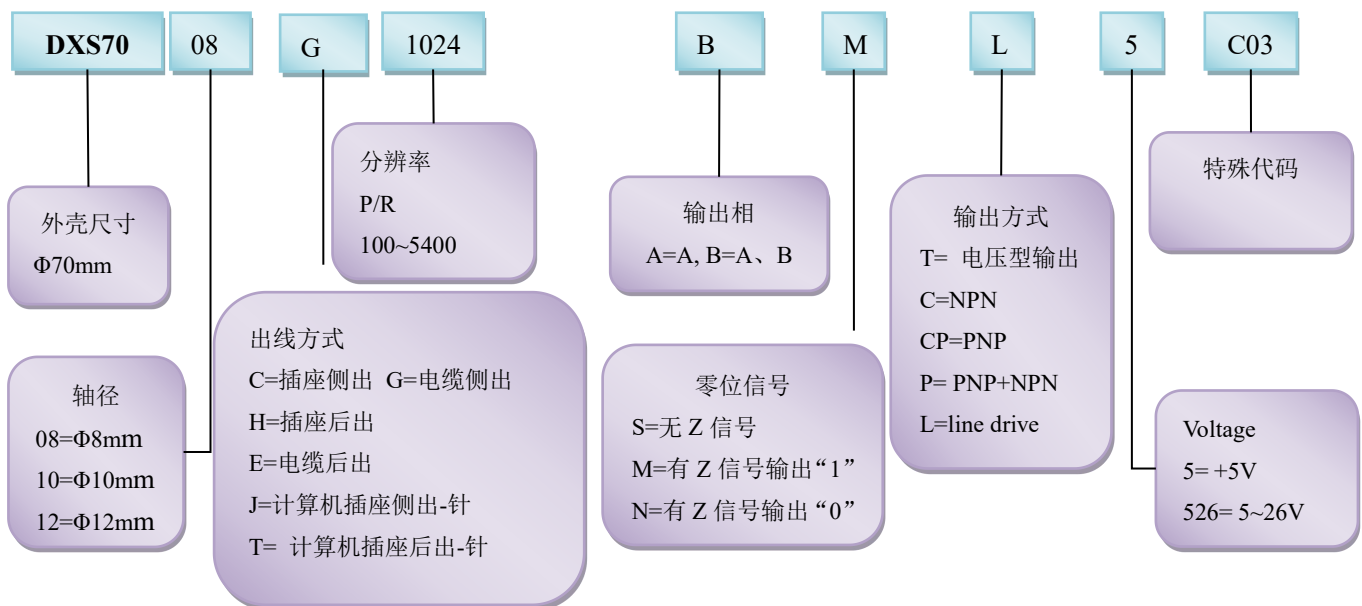 DXS70 08 G 1024 B M L 5 C03
外壳尺寸
Φ70mm
轴径
08=Φ8mm
10=Φ10mm
12=Φ12mm
出线方式
C=插座侧出 G=电缆侧出
H=插座后出
E=电缆后出
J=计算机插座侧出-针
T= 计算机插座后出-针
分辨率
P/R
100~5400
输出相
A=A, B=A、B
零位信号
S=无 Z 信号
M=有 Z 信号输出“1”
N=有 Z 信号输出“0”
输出方式
T= 电压型输出
C=NPN
CP=PNP
P= PNP+NPN
L=line drive
Voltage
5= +5V
526= 5~26V
特殊代码